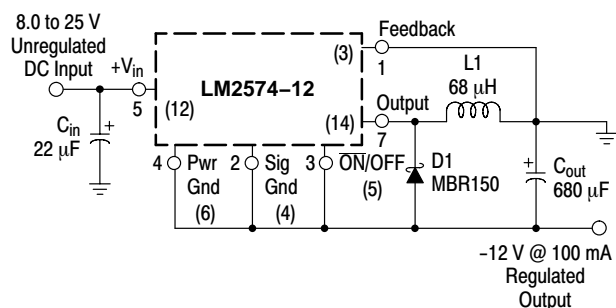 8.0 to 25 V
Unregulated
DC Input
+Vin
5
Cin
22 μF
+
(12)
LM2574–12
(3)
(14)
Feedback
1
Output
7
L1
68 μH
4
Pwr
Gnd
(6)
2
Sig
Gnd
(4)
3
ON/OFF
(5)
D1
MBR150
+
Cout
680 μF
–12 V @ 100 mA
Regulated
Output